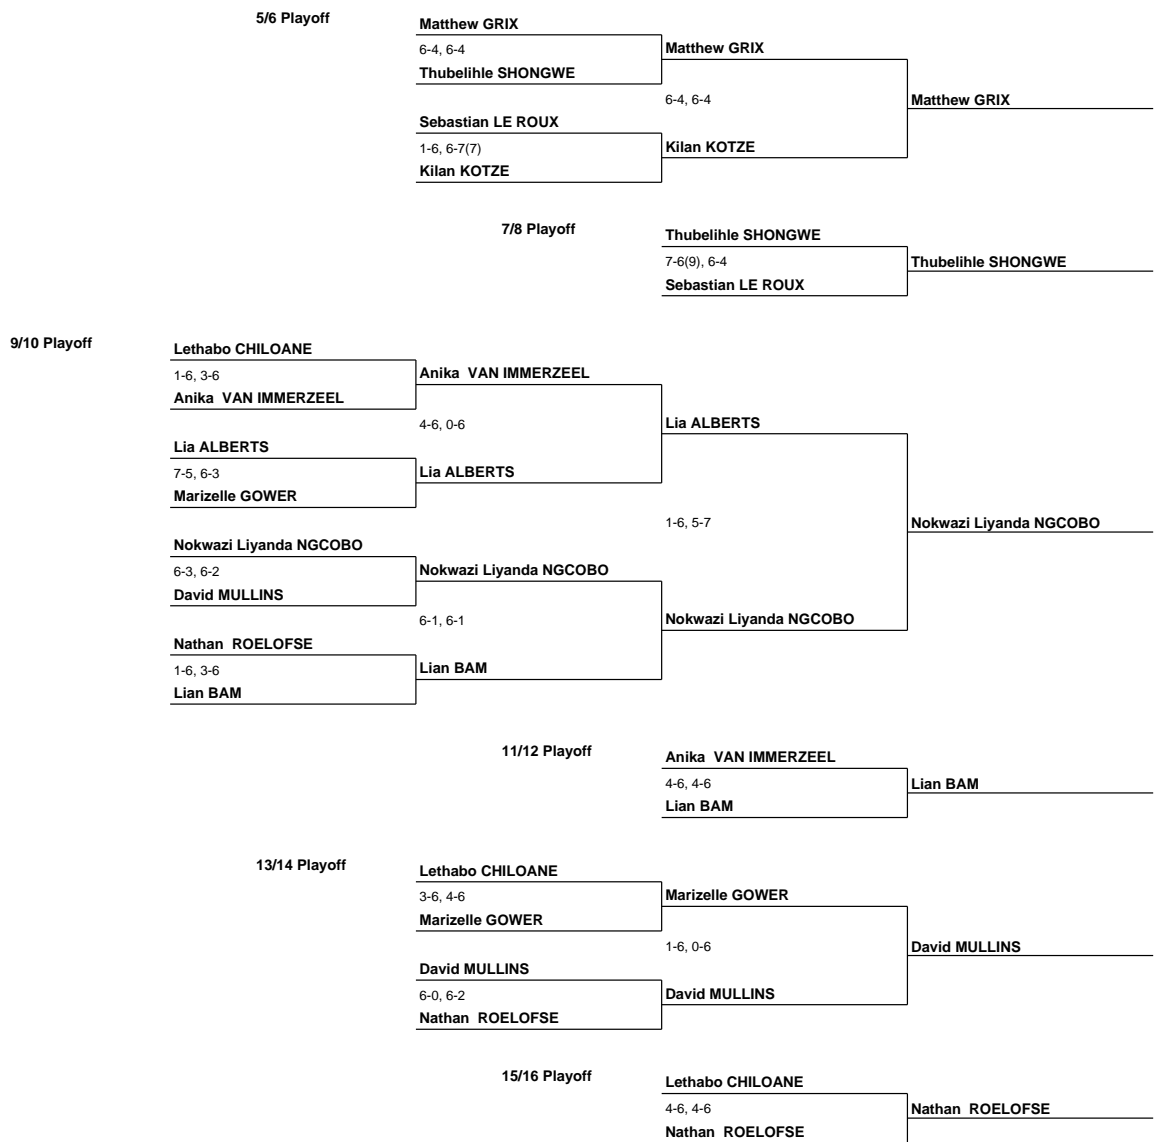 5/6 Playoff
Matthew GRIX
6-4, 6-4
Thubelihle SHONGWE
Matthew GRIX
6-4, 6-4
Matthew GRIX
Sebastian LE ROUX
1-6, 6-7(7)
Kilan KOTZE
Kilan KOTZE
7/8 Playoff
Thubelihle SHONGWE
7-6(9), 6-4
Sebastian LE ROUX
Thubelihle SHONGWE
9/10 Playoff
Lethabo CHILOANE
1-6, 3-6
Anika  VAN IMMERZEEL
Anika  VAN IMMERZEEL
4-6, 0-6
Lia ALBERTS
Lia ALBERTS
7-5, 6-3
Marizelle GOWER
Lia ALBERTS
1-6, 5-7
Nokwazi Liyanda NGCOBO
Nokwazi Liyanda NGCOBO
6-3, 6-2
David MULLINS
Nokwazi Liyanda NGCOBO
6-1, 6-1
Nokwazi Liyanda NGCOBO
Nathan  ROELOFSE
1-6, 3-6
Lian BAM
Lian BAM
11/12 Playoff
Anika  VAN IMMERZEEL
4-6, 4-6
Lian BAM
Lian BAM
13/14 Playoff
Lethabo CHILOANE
3-6, 4-6
Marizelle GOWER
Marizelle GOWER
1-6, 0-6
David MULLINS
David MULLINS
6-0, 6-2
Nathan  ROELOFSE
David MULLINS
15/16 Playoff
Lethabo CHILOANE
4-6, 4-6
Nathan  ROELOFSE
Nathan  ROELOFSE